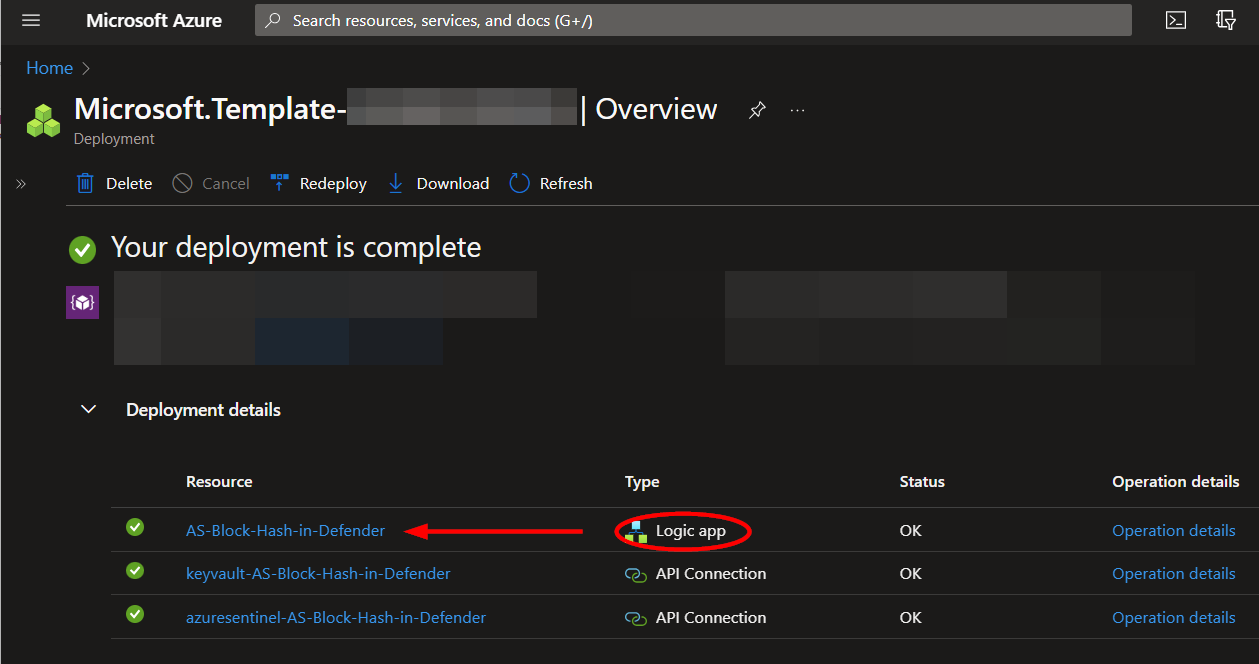 Microsoft Azure
Search resources, services, and docs (G+/)
Home
Microsoft.Template- | Overview
Deployment
Delete Cancel Redeploy Download Refresh
Your deployment is complete
Deployment details
Resource Type Status Operation details
AS-Block-Hash-in-Defender Logic app OK Operation details
keyvault-AS-Block-Hash-in-Defender API Connection OK Operation details
azuresentinel-AS-Block-Hash-in-Defender API Connection OK Operation details